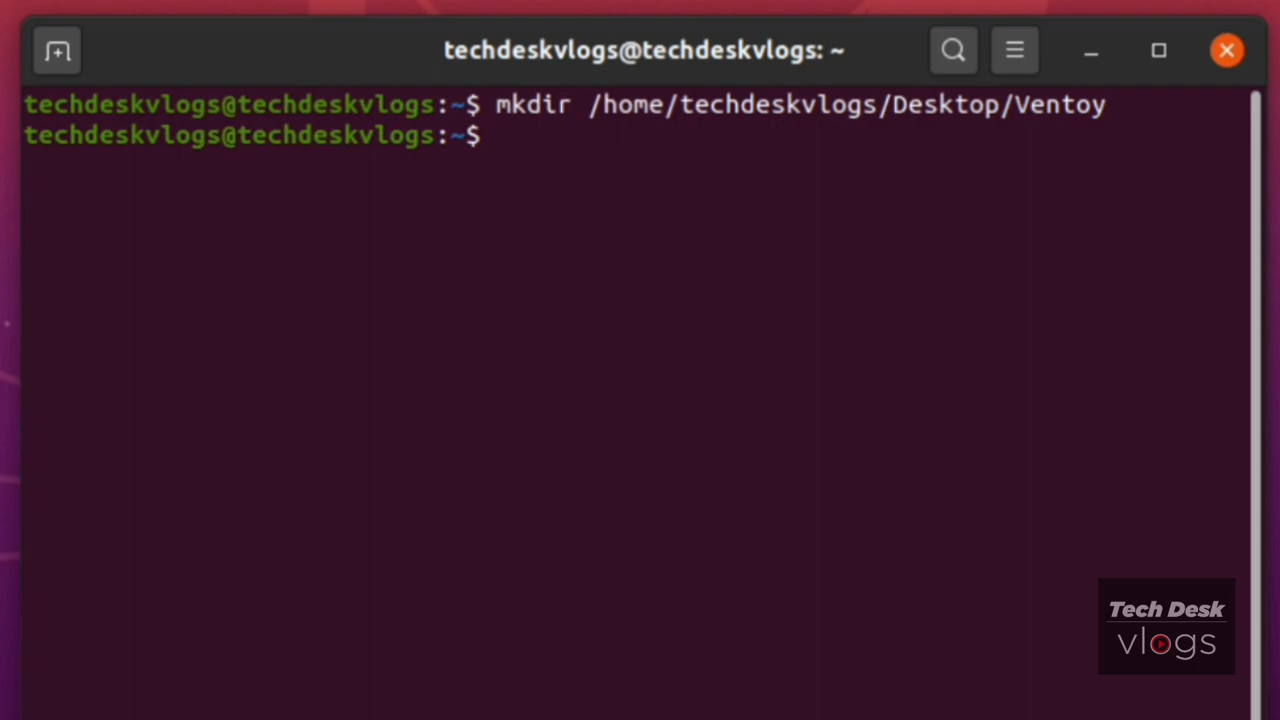 techdeskvlogs@techdeskvlogs: ~
techdeskvlogs@techdeskvlogs:~$ mkdir /home/techdeskvlogs/Desktop/Ventoy
techdeskvlogs@techdeskvlogs:~$
Tech Desk
vlogs